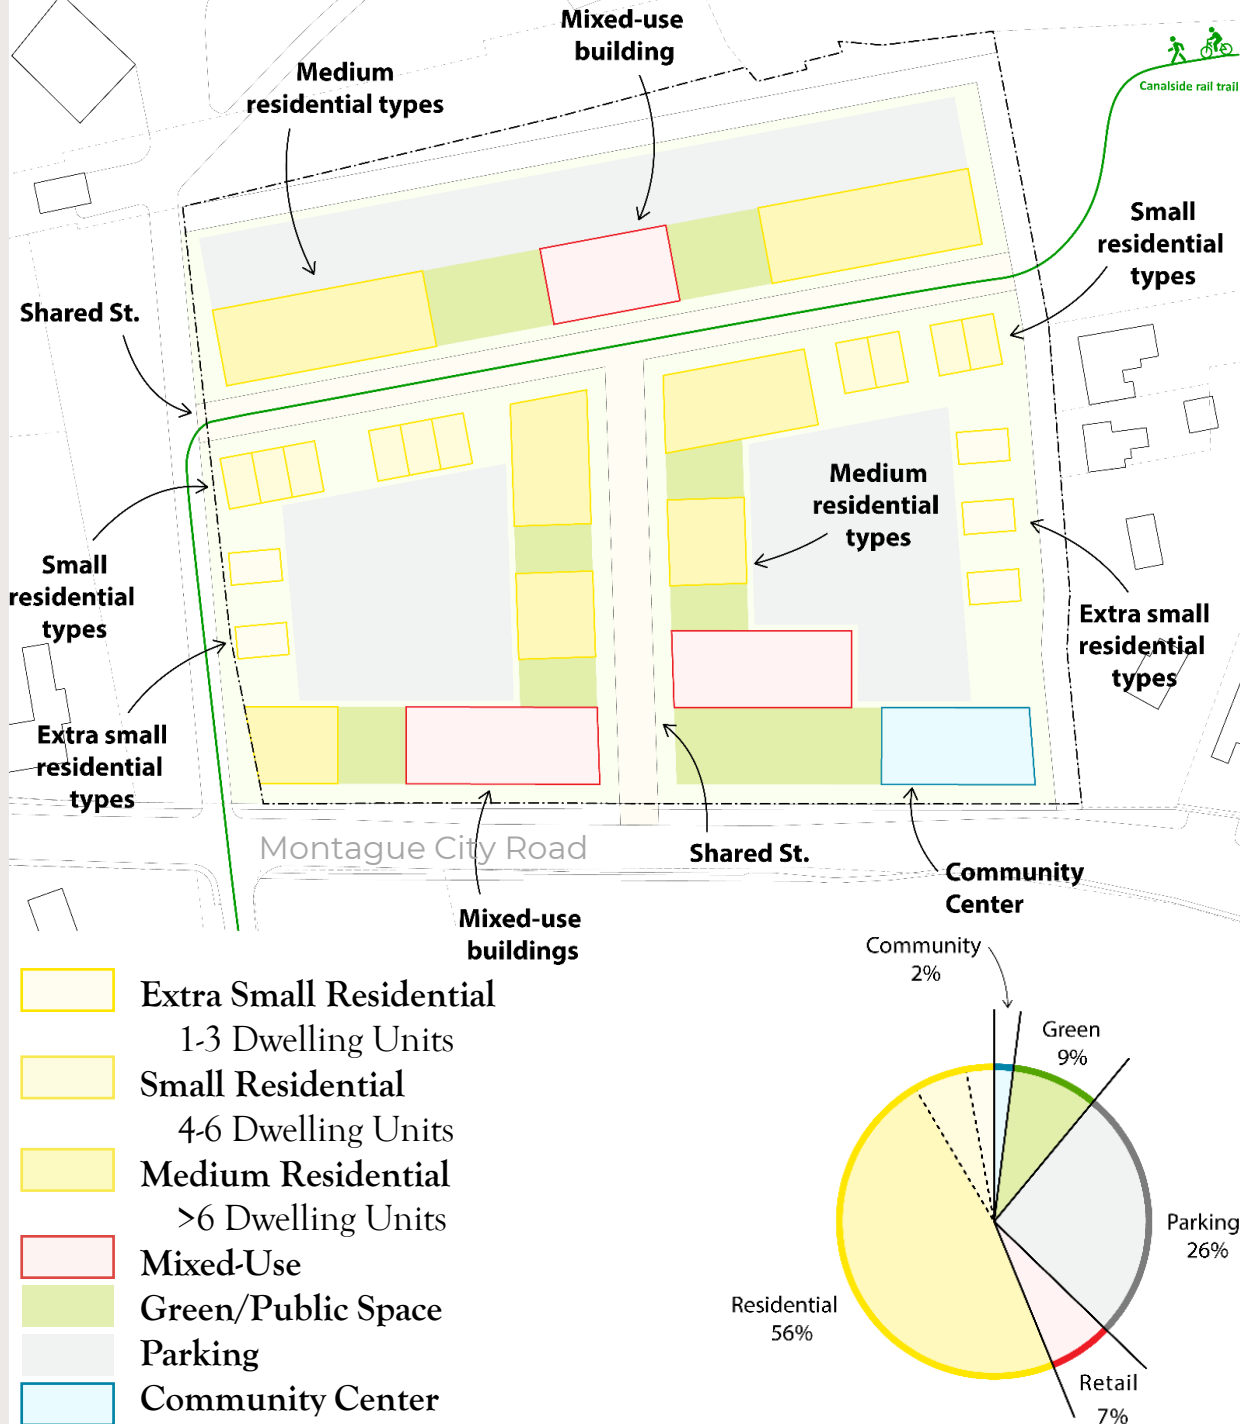 Mixed-use
building
Medium
residential types
Canalside rail trail
Small
residential
types
Shared St.
Medium
residential
types
Small
residential
types
Extra small
residential
types
Extra small
residential
types
Montague City Road
Shared St.
Community
Center
Mixed-use
buildings
Extra Small Residential
1-3 Dwelling Units
Small Residential
4-6 Dwelling Units
Medium Residential
>6 Dwelling Units
Mixed-Use
Green/Public Space
Parking
Community Center
Community
2%
Green
9%
Parking
26%
Residential
56%
Retail
7%